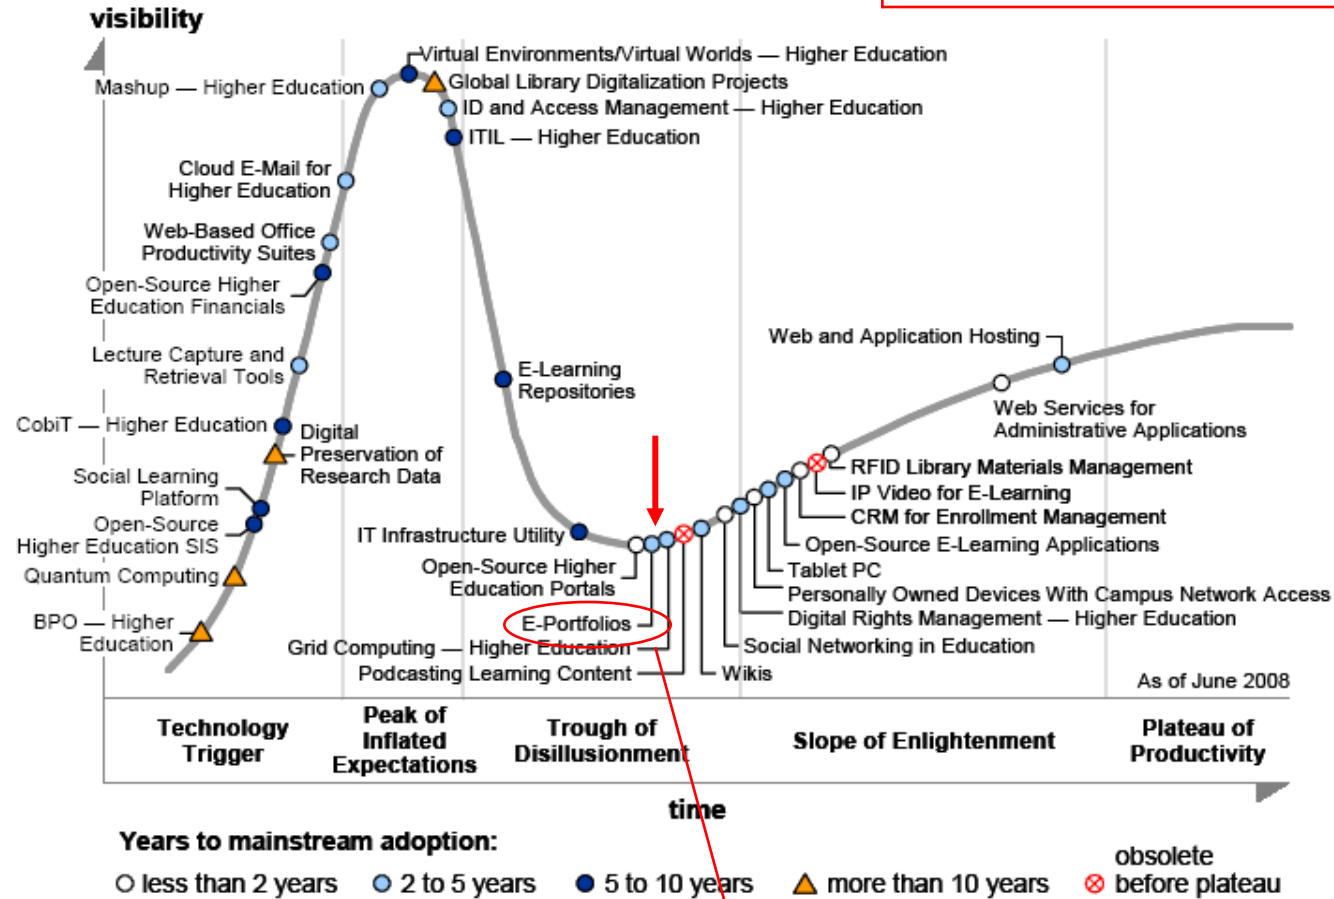 visibility
Virtual Environments/Virtual Worlds — Higher Education
Mashup — Higher Education
Global Library Digitalization Projects
ID and Access Management — Higher Education
ITIL — Higher Education
Cloud E-Mail for
Higher Education
Web-Based Office
Productivity Suites
Open-Source Higher
Education Financials
Lecture Capture and
Retrieval Tools
CobiT — Higher Education
Digital
Preservation of
Research Data
Social Learning
Platform
Open-Source
Higher Education SIS
Quantum Computing
BPO — Higher
Education
E-Learning
Repositories
IT Infrastructure Utility
Open-Source Higher
Education Portals
E-Portfolios
Grid Computing — Higher Education
Podcasting Learning Content
Wikis
Social Networking in Education
Digital Rights Management — Higher Education
Personally Owned Devices With Campus Network Access
Tablet PC
Open-Source E-Learning Applications
CRM for Enrollment Management
IP Video for E-Learning
RFID Library Materials Management
Web Services for
Administrative Applications
Web and Application Hosting
As of June 2008
Technology
Trigger
Peak of
Inflated
Expectations
Trough of
Disillusionment
Slope of Enlightenment
Plateau of
Productivity
time
Years to mainstream adoption:
less than 2 years
2 to 5 years
5 to 10 years
more than 10 years
obsolete
before plateau